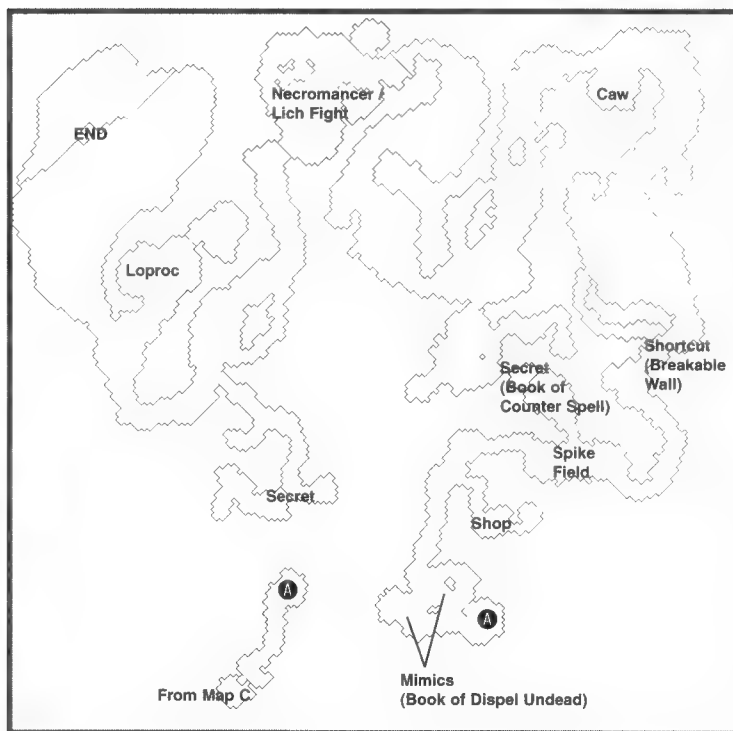 Necromancer /
Lich Fight
Caw
END
Loproc
Shortcut
(Breakable
Wall)
Secret
(Book of
Counter Spell)
Spike
Field
Secret
Shop
A
A
From Map C
Mimics
(Book of Dispel Undead)